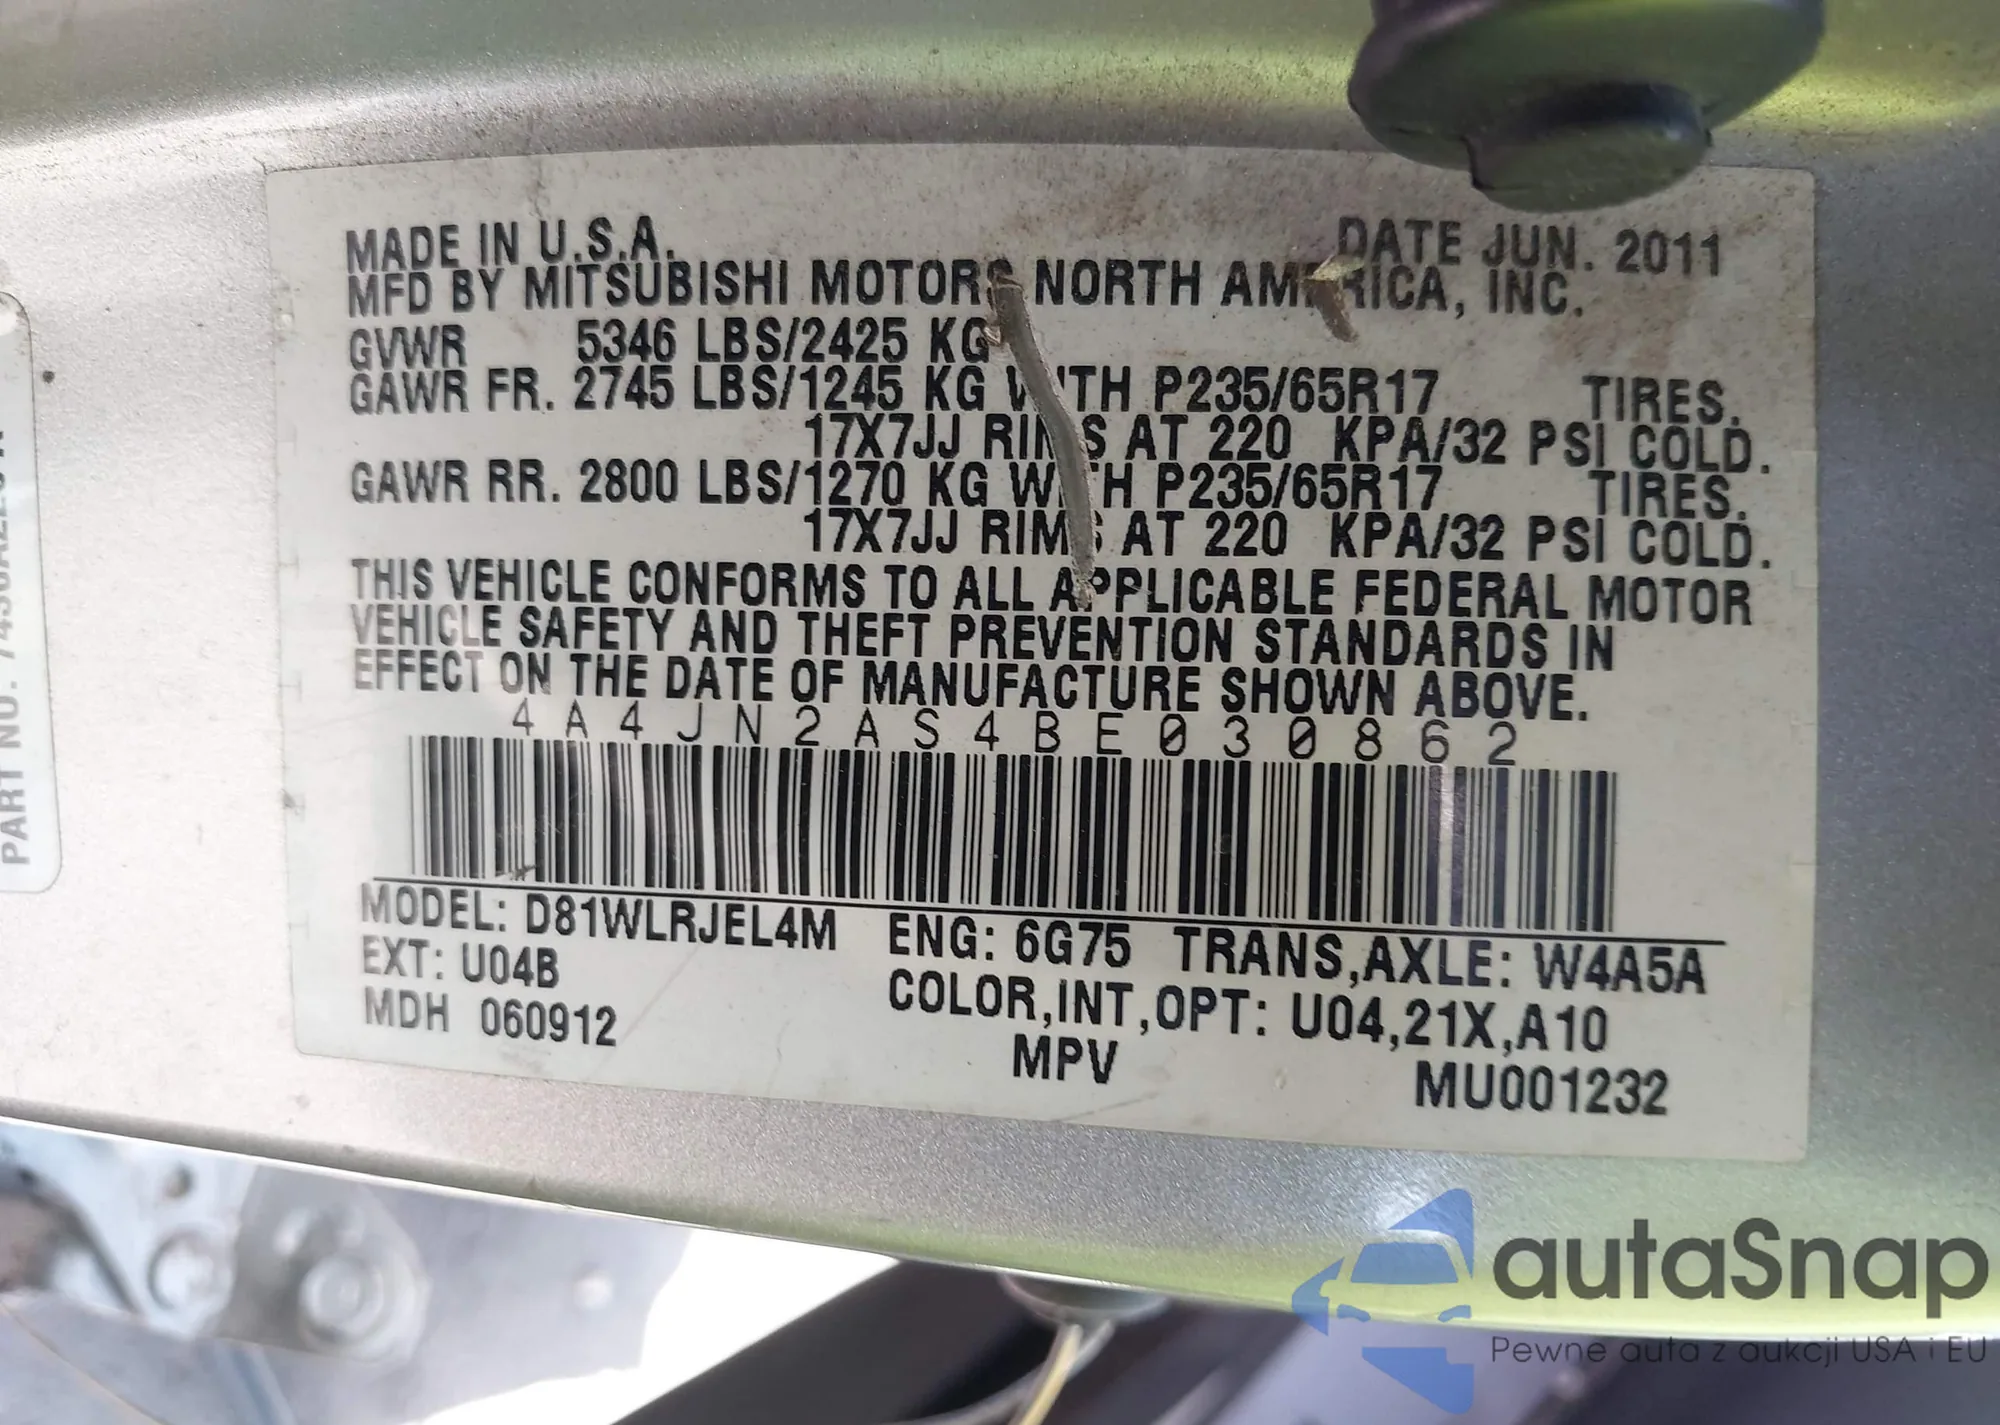 MADE IN U.S.A. DATE JUN. 2011
MFD BY MITSUBISHI MOTORS NORTH AMERICA, INC.
GVWR 5346 LBS/2425 KG
GAWR FR. 2745 LBS/1245 KG WITH P235/65R17 TIRES.
17X7JJ RIMS AT 220 KPA/32 PSI COLD.
GAWR RR. 2800 LBS/1270 KG WITH P235/65R17 TIRES.
17X7JJ RIMS AT 220 KPA/32 PSI COLD.
THIS VEHICLE CONFORMS TO ALL APPLICABLE FEDERAL MOTOR
VEHICLE SAFETY AND THEFT PREVENTION STANDARDS IN
EFFECT ON THE DATE OF MANUFACTURE SHOWN ABOVE.
4A4JN2AS4BE030862
MODEL: D81WLRJEL4M ENG: 6G75 TRANS,AXLE: W4A5A
EXT: U04B COLOR,INT,OPT: U04,21X,A10
MDH 060912 MPV MU001232
PART NO.
autaSnap
Pewne auta z aukcji USA i EU